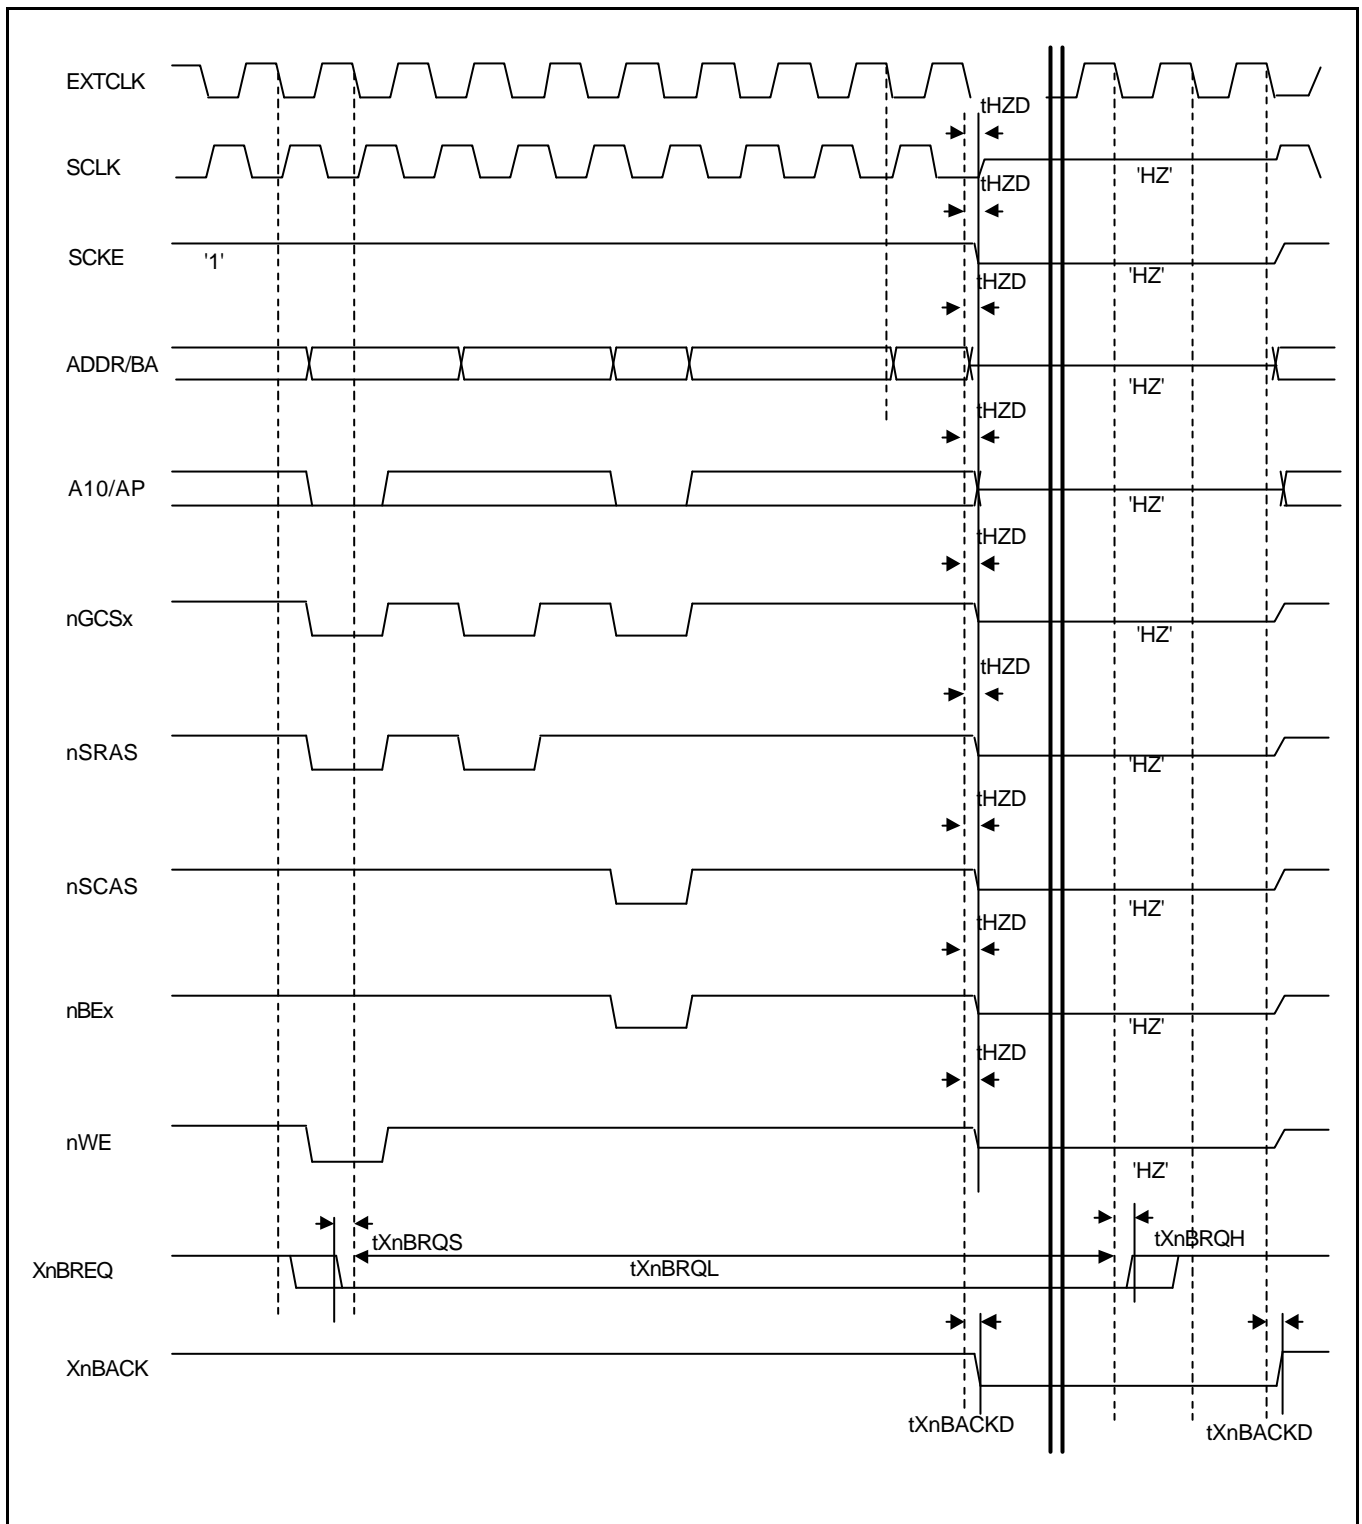 EXTCLK
tHZD
SCLK
'HZ'
tHZD
SCKE
'1'
'HZ'
tHZD
ADDR/BA
'HZ'
tHZD
A10/AP
'HZ'
tHZD
nGCSx
'HZ'
tHZD
nSRAS
'HZ'
tHZD
nSCAS
'HZ'
tHZD
nBEx
'HZ'
tHZD
nWE
'HZ'
tXnBRQS
tXnBRQH
XnBREQ
tXnBRQL
XnBACK
tXnBACKD
tXnBACKD